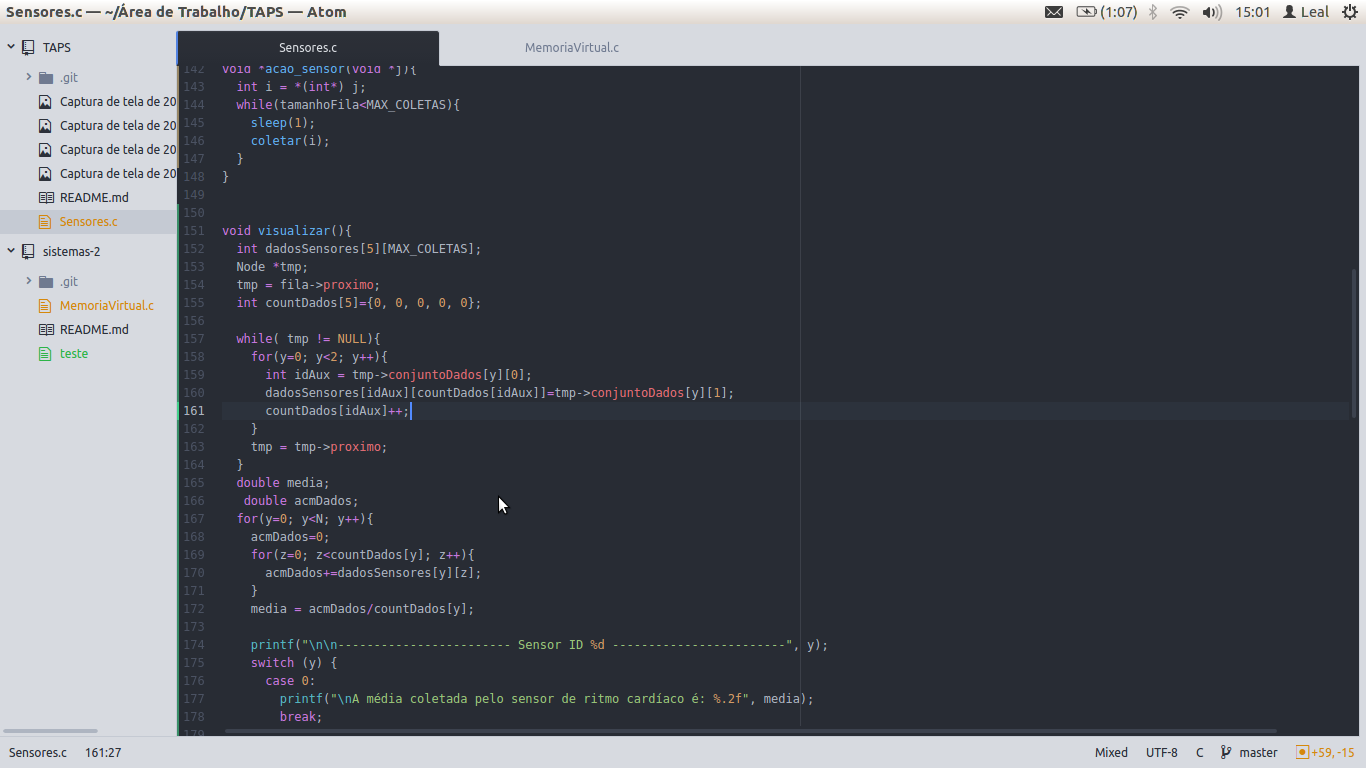 Sensores.c — ~/Área de Trabalho/TAPS — Atom
(1:07) 15:01 Leal
TAPS
.git
Captura de tela de 20
Captura de tela de 20
Captura de tela de 20
Captura de tela de 20
README.md
Sensores.c
sistemas-2
.git
MemoriaVirtual.c
README.md
teste
Sensores.c MemoriaVirtual.c
142 void *acao_sensor(void *j){
143 int i = *(int*) j;
144 while(tamanhoFila<MAX_COLETAS){
145 sleep(1);
146 coletar(i);
147 }
148 }
149
150
151 void visualizar(){
152 int dadosSensores[5][MAX_COLETAS];
153 Node *tmp;
154 tmp = fila->proximo;
155 int countDados[5]={0, 0, 0, 0, 0};
156
157 while( tmp != NULL){
158 for(y=0; y<2; y++){
159 int idAux = tmp->conjuntoDados[y][0];
160 dadosSensores[idAux][countDados[idAux]]=tmp->conjuntoDados[y][1];
161 countDados[idAux]++;
162 }
163 tmp = tmp->proximo;
164 }
165 double media;
166 double acmDados;
167 for(y=0; y<N; y++){
168 acmDados=0;
169 for(z=0; z<countDados[y]; z++){
170 acmDados+=dadosSensores[y][z];
171 }
172 media = acmDados/countDados[y];
173
174 printf("\n\n------------------------ Sensor ID %d ------------------------", y);
175 switch (y) {
176 case 0:
177 printf("\nA média coletada pelo sensor de ritmo cardíaco é: %.2f", media);
178 break;
179
Sensores.c 161:27 Mixed UTF-8 C master +59, -15